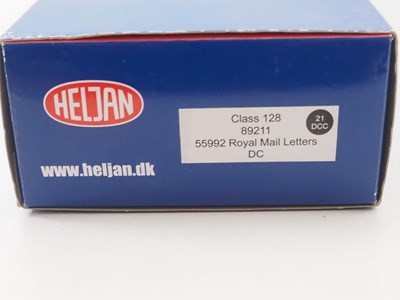 HELJAN
Class 128
89211
55992 Royal Mail Letters
DC
21
DCC
www.heljan.dk